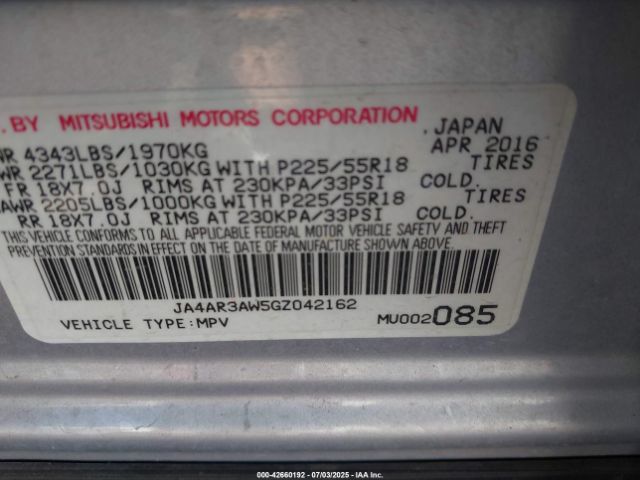 . BY MITSUBISHI MOTORS CORPORATION
, JAPAN
WR 4343LBS/1970KG
APR 2016
WR 2271LBS/1030KG WITH P225/55R18 TIRES
FR 18X7.0J RIMS AT 230KPA/33PSI COLD.
AWR 2205LBS/1000KG WITH P225/55R18 TIRES
RR 18X7.0J RIMS AT 230KPA/33PSI COLD.
THIS VEHICLE CONFORMS TO ALL APPLICABLE FEDERAL MOTOR VEHICLE SAFETY AND THEFT
PREVENTION STANDARDS IN EFFECT ON THE DATE OF MANUFACTURE SHOWN ABOVE.
JA4AR3AW5GZ042162
VEHICLE TYPE:MPV
MU002085
000-42660192 - 07/03/2025 - IAAI, Inc.